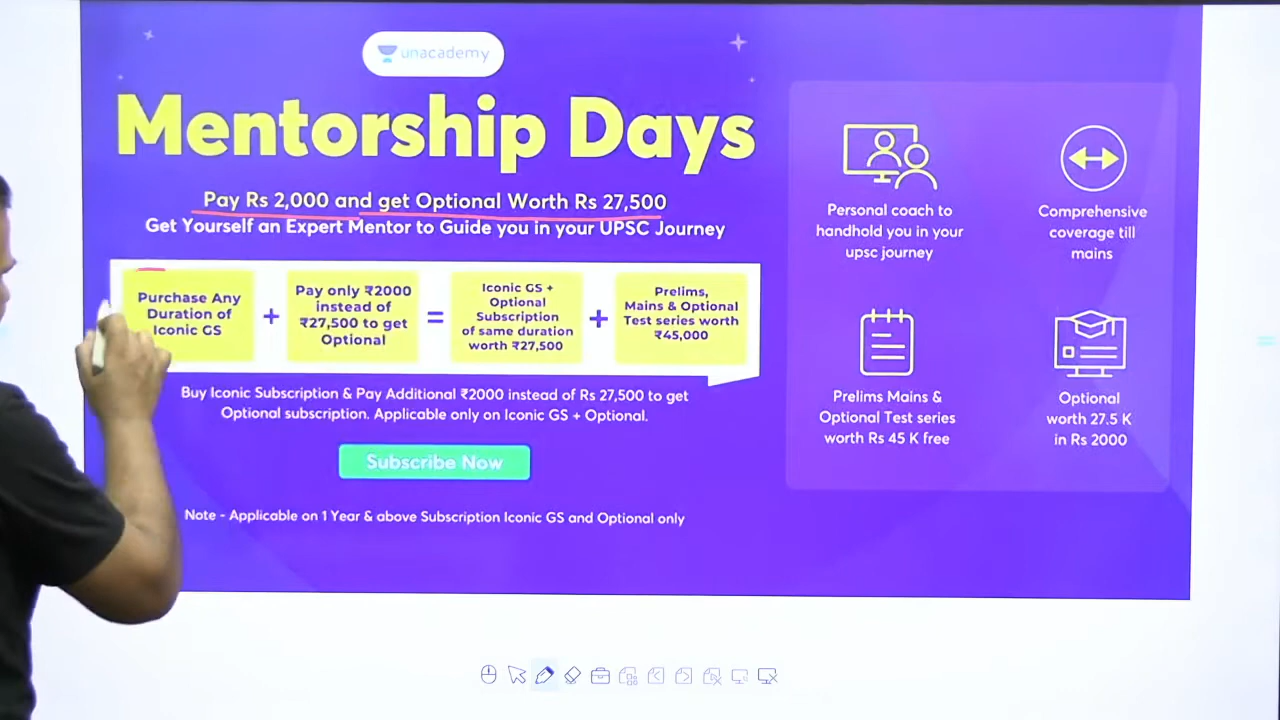 unacademy
Mentorship Days
Pay Rs 2,000 and get Optional Worth Rs 27,500
Get Yourself an Expert Mentor to Guide you in your UPSC Journey
Purchase Any
Duration of
Iconic GS
+
Pay only ₹2000
instead of
₹27,500 to get
Optional
=
Iconic GS +
Optional
Subscription
of same duration
worth ₹27,500
+
Prelims,
Mains & Optional
Test series worth
₹45,000
Buy Iconic Subscription & Pay Additional ₹2000 instead of Rs 27,500 to get
Optional subscription. Applicable only on Iconic GS + Optional.
Subscribe Now
Note - Applicable on 1 Year & above Subscription Iconic GS and Optional only
Personal coach to
handhold you in your
upsc journey
Comprehensive
coverage till
mains
Prelims Mains &
Optional Test series
worth Rs 45 K free
Optional
worth 27.5 K
in Rs 2000